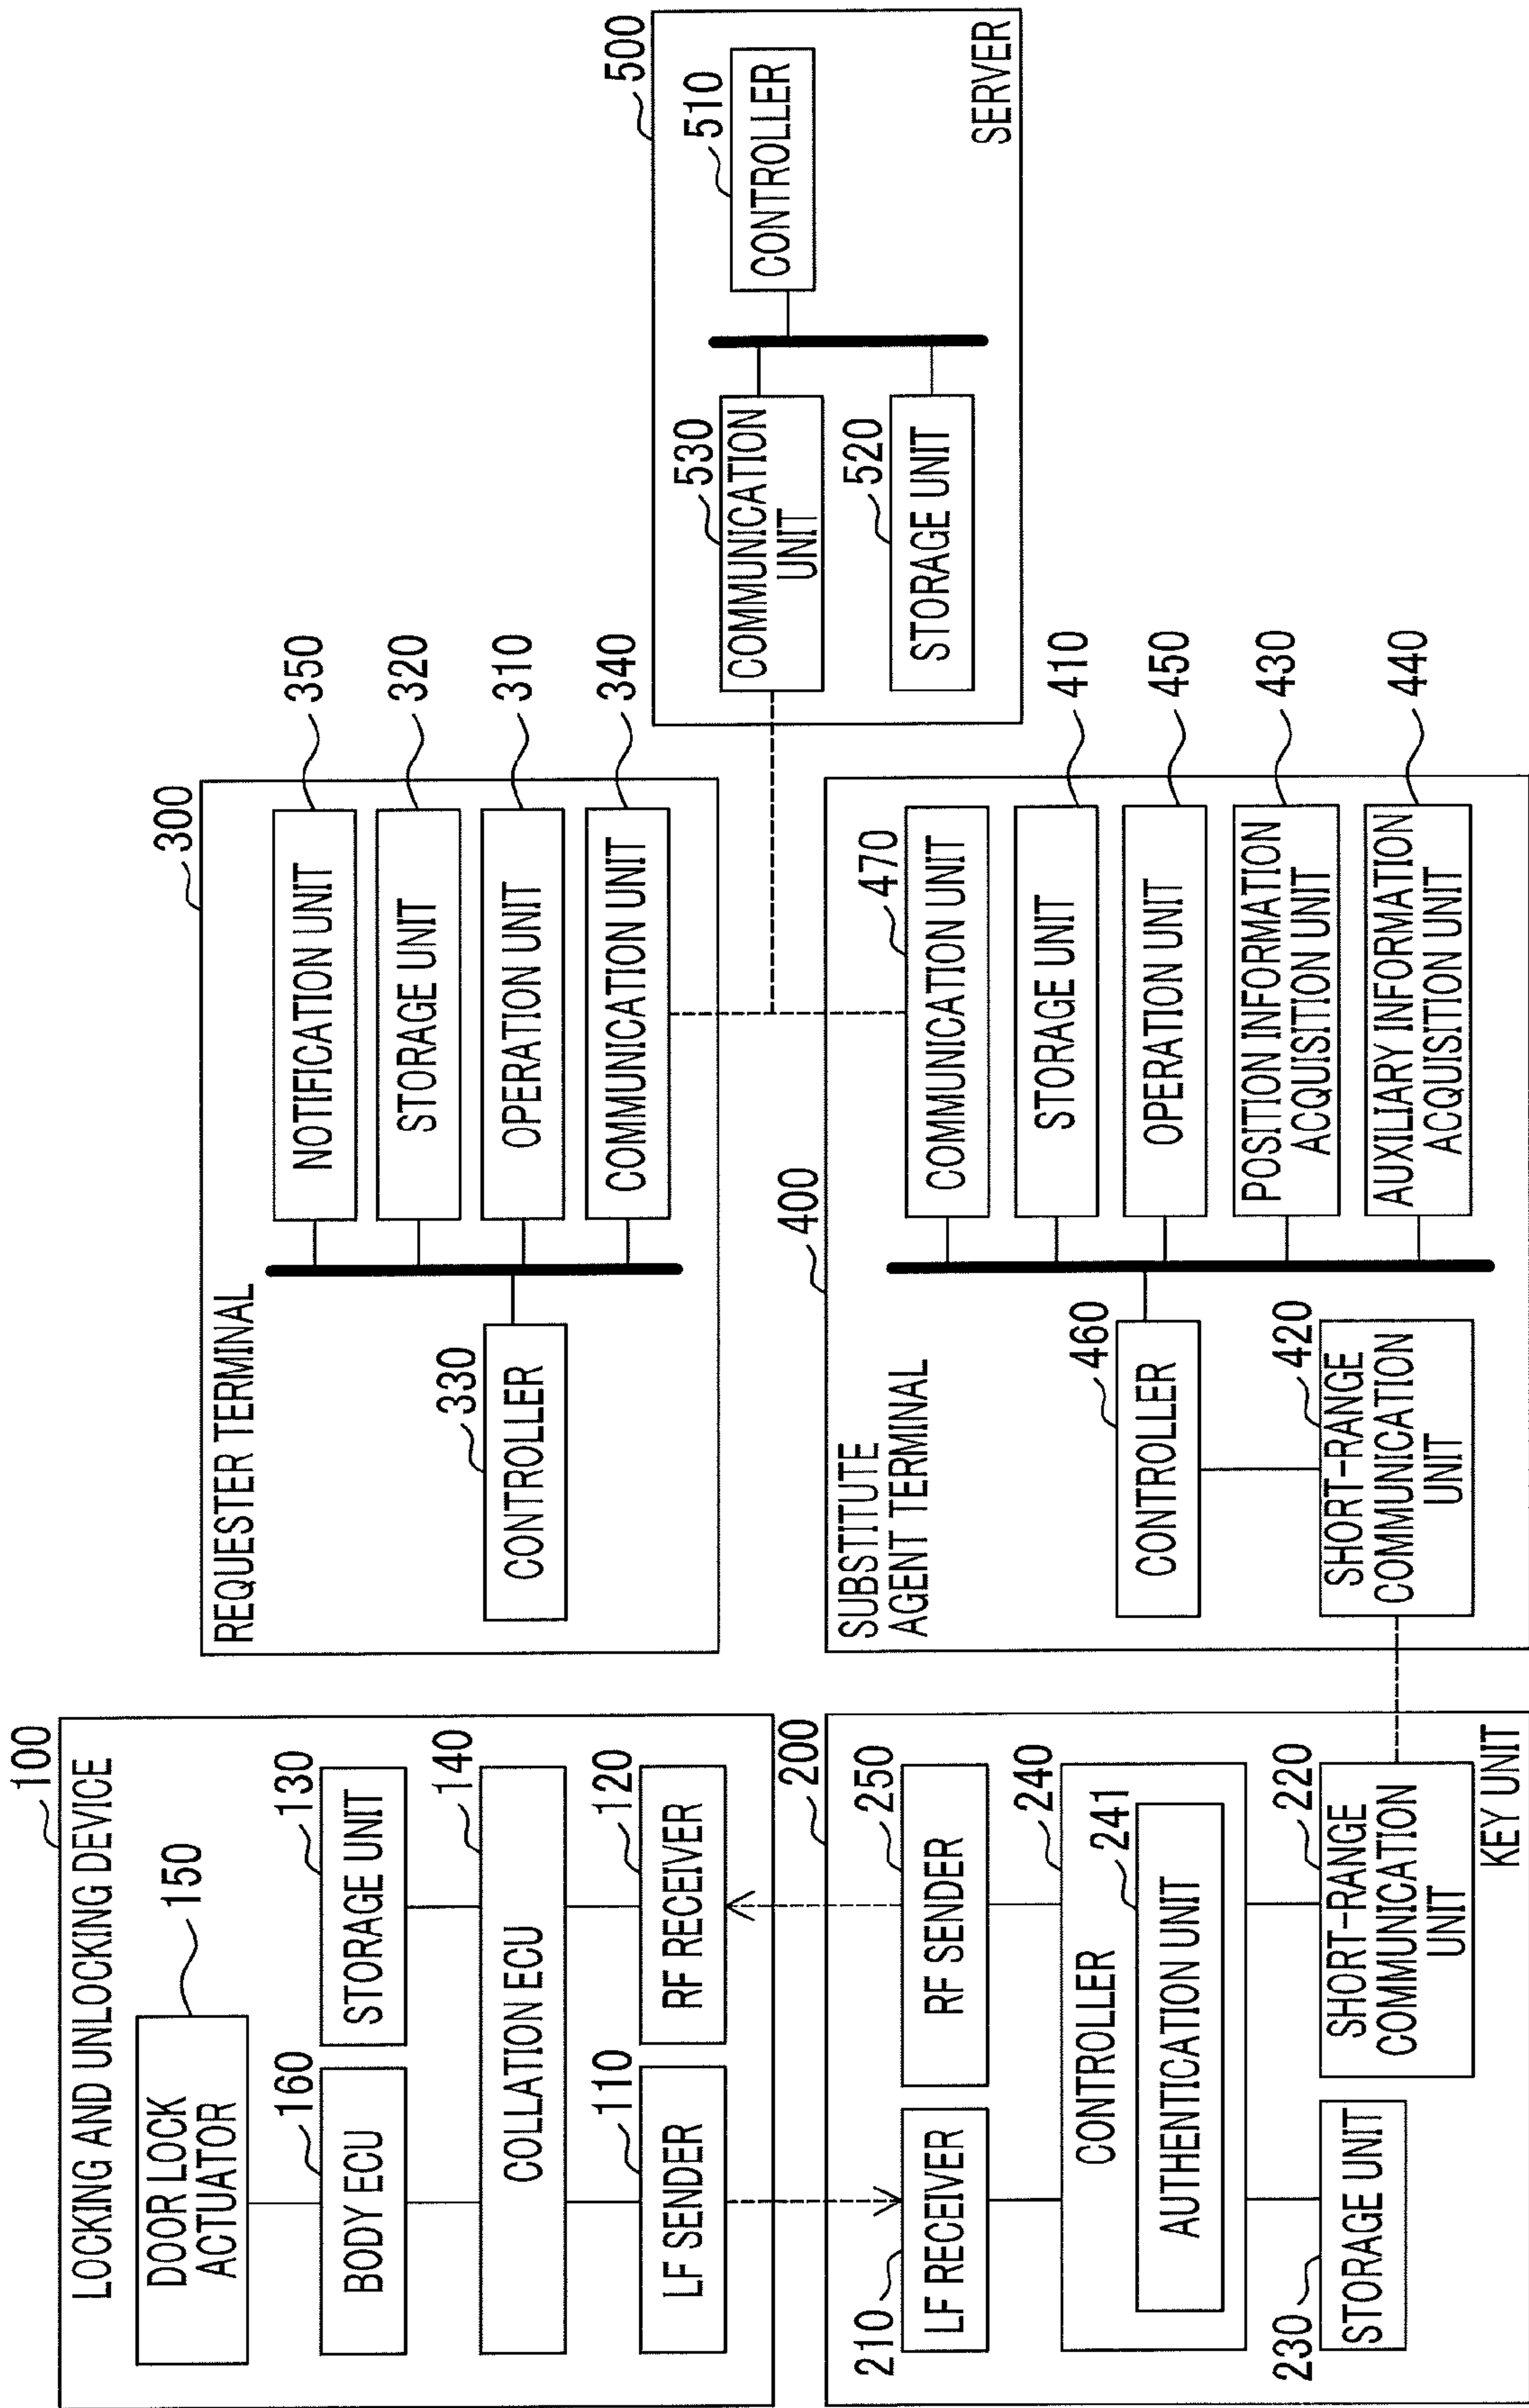 100
LOCKING AND UNLOCKING DEVICE
150
DOOR LOCK
ACTUATOR
160
BODY ECU
130
STORAGE UNIT
140
COLLATION ECU
110
LF SENDER
120
RF RECEIVER
200
210
LF RECEIVER
250
RF SENDER
240
CONTROLLER
241
AUTHENTICATION UNIT
230
STORAGE UNIT
220
SHORT-RANGE
COMMUNICATION
UNIT
KEY UNIT
300
REQUESTER TERMINAL
330
CONTROLLER
NOTIFICATION UNIT
350
STORAGE UNIT
320
OPERATION UNIT
310
COMMUNICATION UNIT
340
400
SUBSTITUTE
AGENT TERMINAL
460
CONTROLLER
420
SHORT-RANGE
COMMUNICATION
UNIT
470
COMMUNICATION UNIT
STORAGE UNIT
410
OPERATION UNIT
450
POSITION INFORMATION
ACQUISITION UNIT
430
AUXILIARY INFORMATION
ACQUISITION UNIT
440
500
530
COMMUNICATION
UNIT
520
STORAGE UNIT
510
CONTROLLER
SERVER